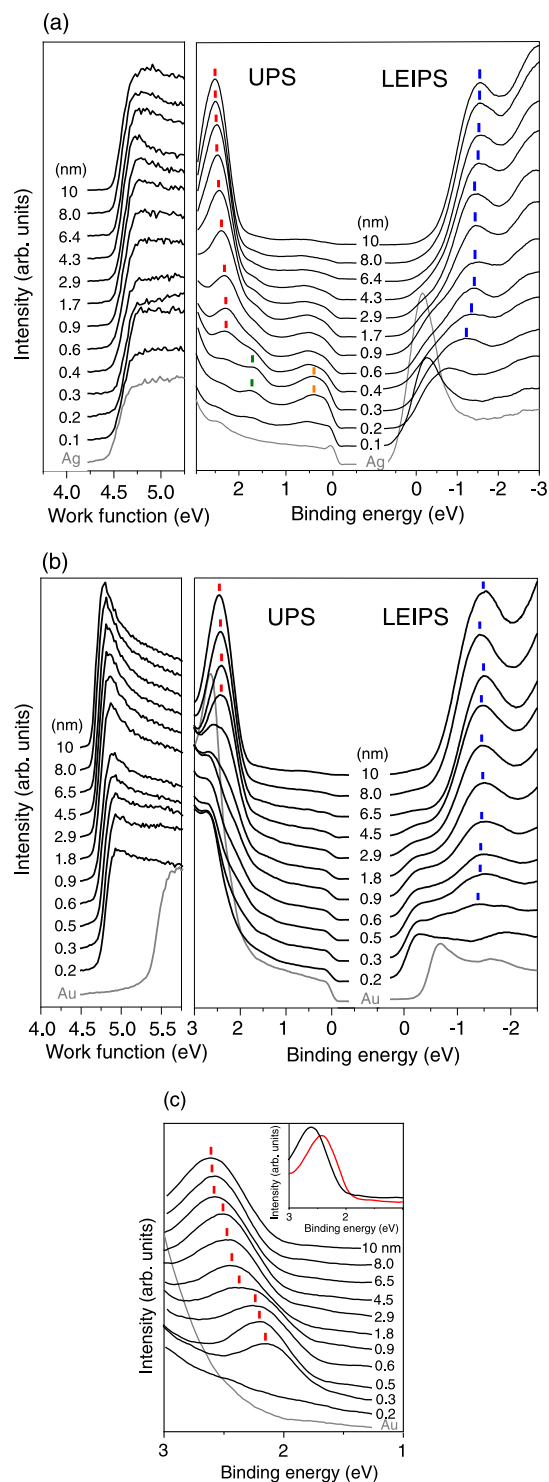 (a)
UPS
LEIPS
Intensity (arb. units)
(nm)
10
8.0
6.4
4.3
2.9
1.7
0.9
0.6
0.4
0.3
0.2
0.1
Ag
(nm)
10
8.0
6.4
4.3
2.9
1.7
0.9
0.6
0.4
0.3
0.2
0.1
Ag
4.0 4.5 5.0
2 1 0
0 -1 -2 -3
Work function (eV)
Binding energy (eV)
(b)
UPS
LEIPS
Intensity (arb. units)
(nm)
10
8.0
6.5
4.5
2.9
1.8
0.9
0.6
0.5
0.3
0.2
Au
(nm)
10
8.0
6.5
4.5
2.9
1.8
0.9
0.6
0.5
0.3
0.2
Au
4.0 4.5 5.0 5.5
3 2 1 0
0 -1 -2
Work function (eV)
Binding energy (eV)
(c)
Intensity (arb. units)
Intensity (arb. units)
3 2
Binding energy (eV)
10 nm
8.0
6.5
4.5
2.9
1.8
0.9
0.6
0.5
0.3
0.2
Au
3 2 1
Binding energy (eV)